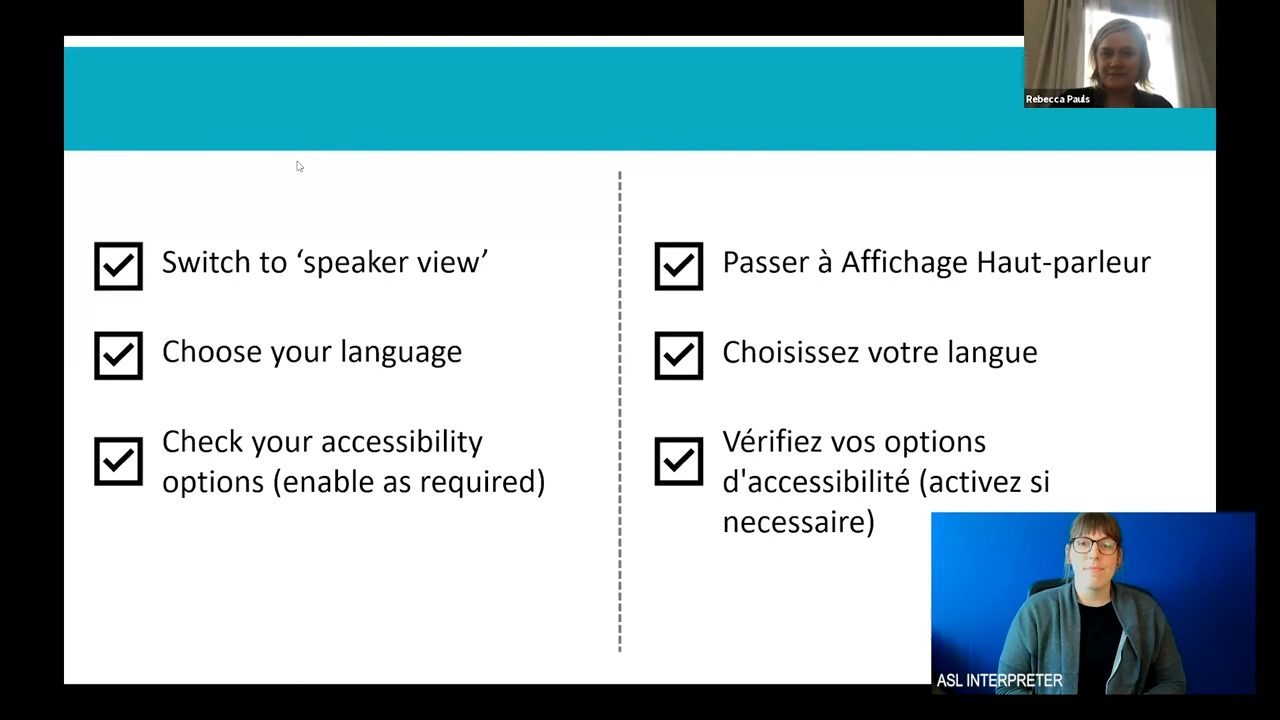 Rebecca Pauls
Switch to ‘speaker view’
Choose your language
Check your accessibility
options (enable as required)
Passer à Affichage Haut-parleur
Choisissez votre langue
Vérifiez vos options
d'accessibilité (activez si
necessaire)
ASL INTERPRETER